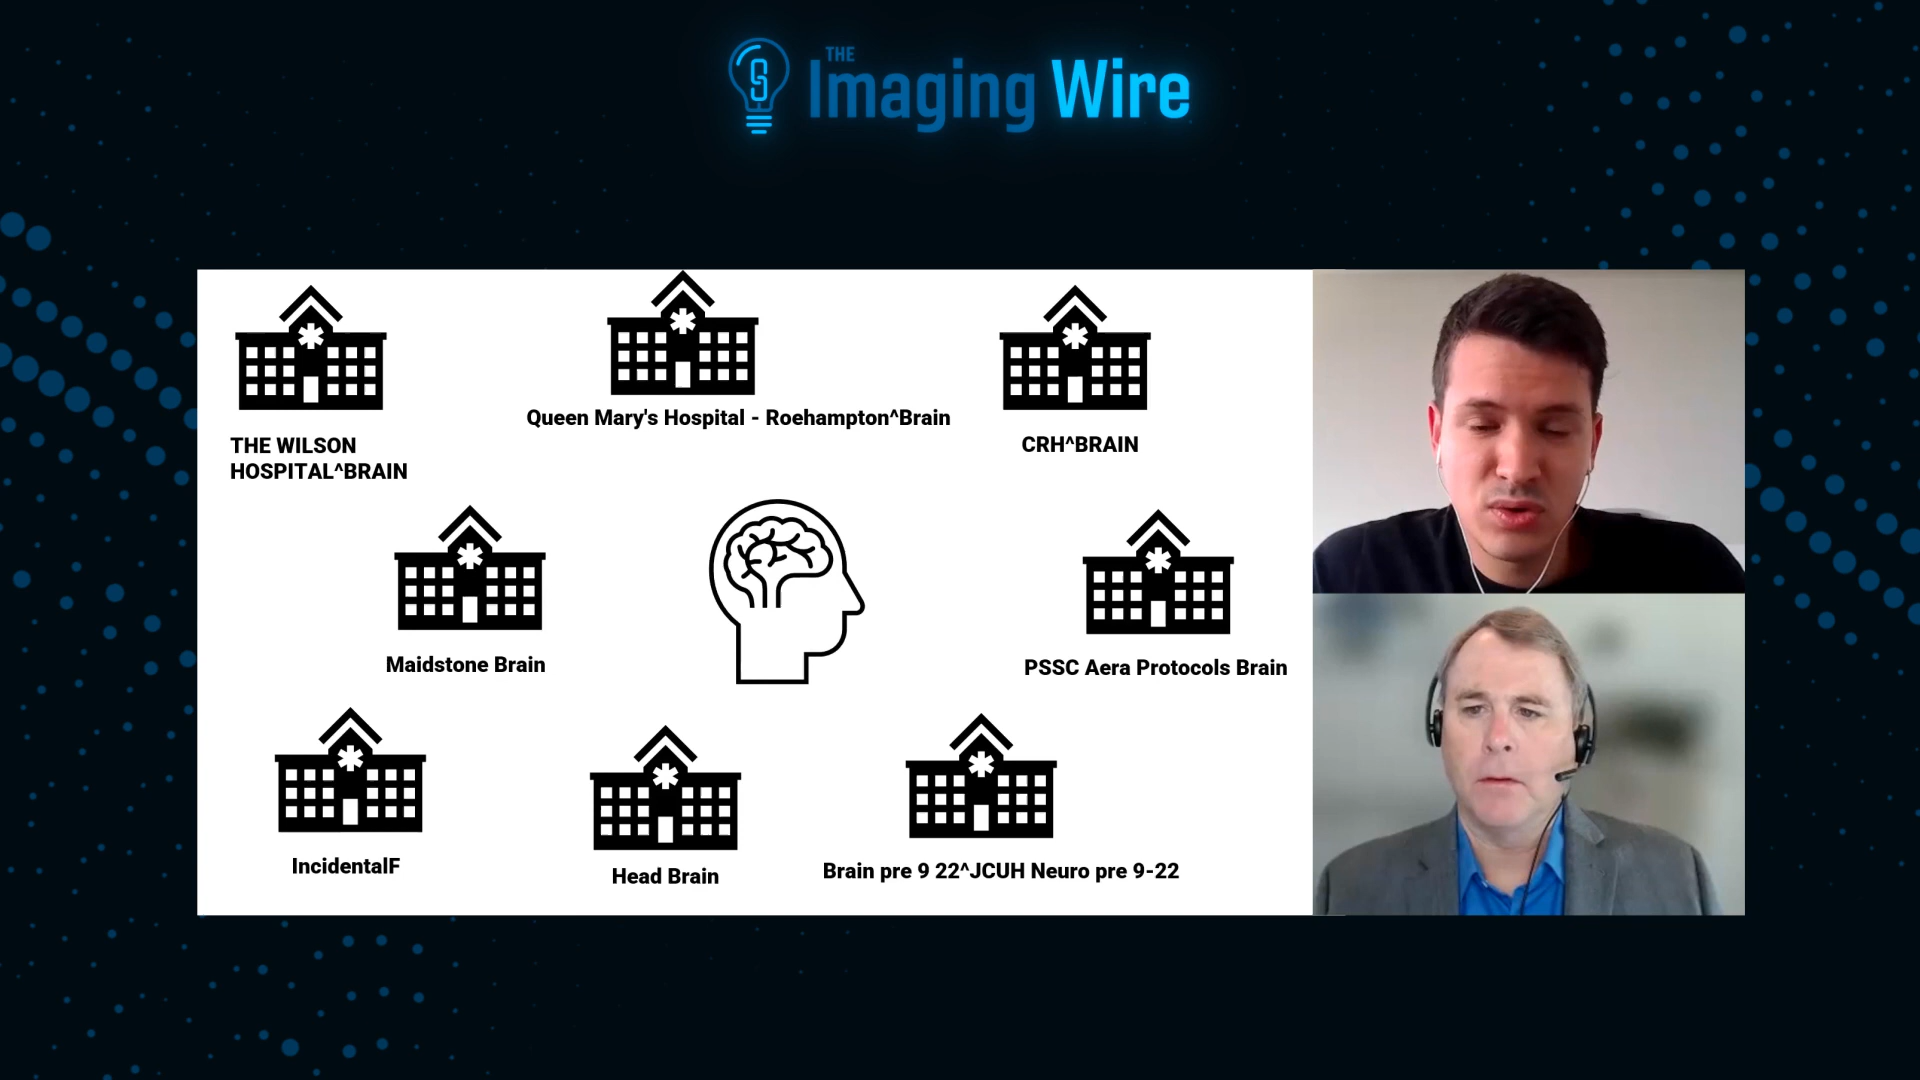 THE
Imaging Wire
Queen Mary's Hospital - Roehampton^Brain
THE WILSON
HOSPITAL^BRAIN
CRH^BRAIN
Maidstone Brain
PSSC Aera Protocols Brain
IncidentalF
Head Brain
Brain pre 9 22^JCUH Neuro pre 9-22